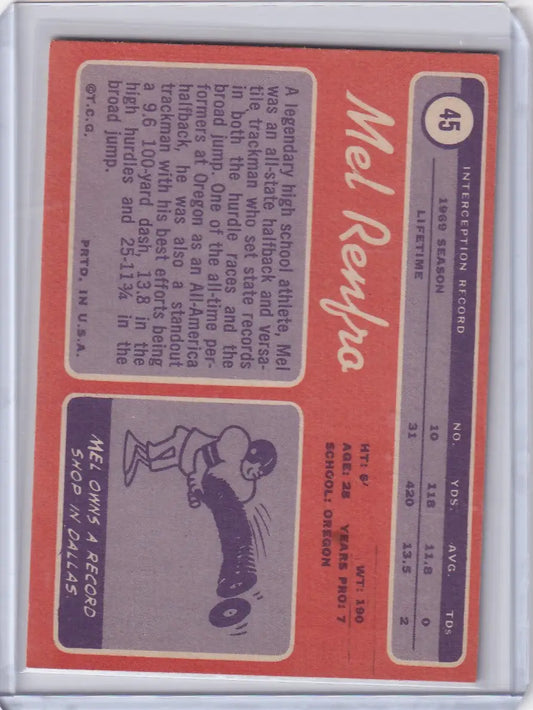 45
INTERCEPTION RECORD NO. YDS. AVG. TDs
1969 SEASON 10 118 11.8 0
LIFETIME 31 420 13.5 2
Mel Renfro
HT: 6' WT: 190
AGE: 28 YEARS PRO: 7
SCHOOL: OREGON
A legendary high school athlete, Mel
was an all-state halfback and versa-
tile, trackman who set state records
in both the hurdle races and the
broad jump. One of the all-time per-
formers at Oregon as an All-America
halfback, he was also a standout
trackman with his best efforts being
a 9.6 100-yard dash, 13.8 in the
high hurdles and 25-11¾ in the
broad jump.
©T.C.G. PRTD. IN U.S.A.
MEL OWNS A RECORD
SHOP IN DALLAS.